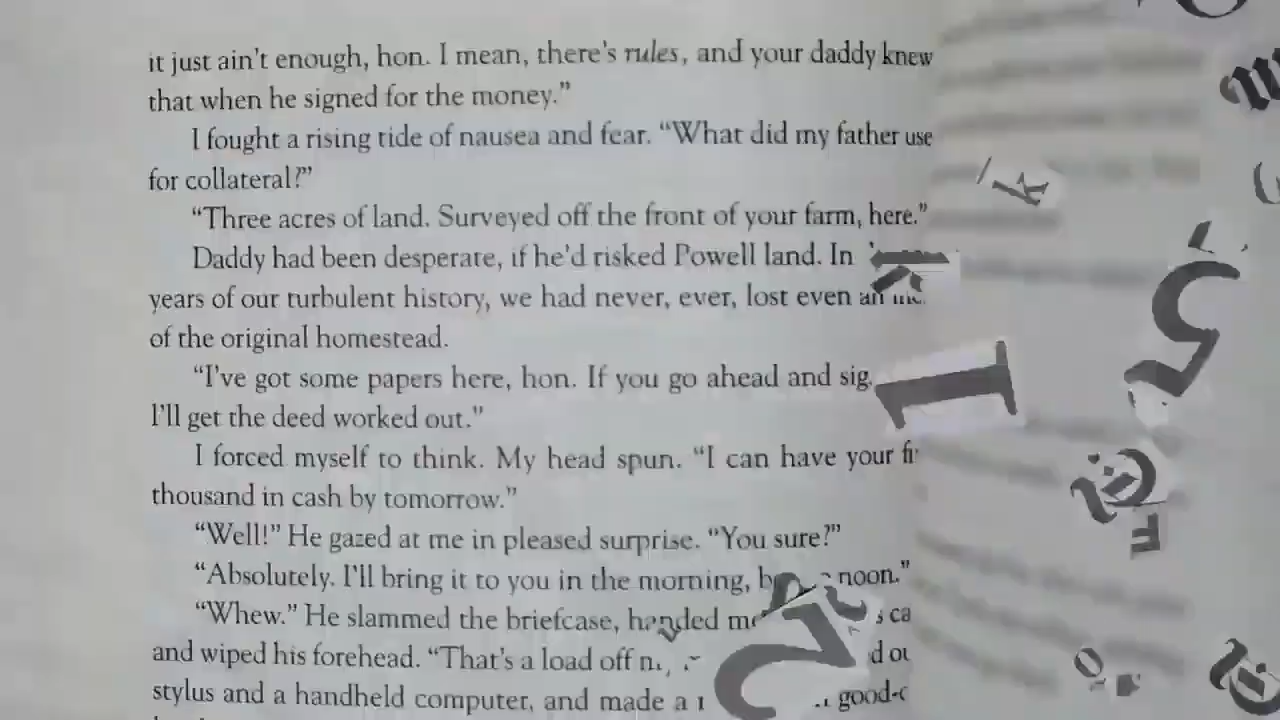 it just ain't enough, hon. I mean, there's rules, and your daddy knew
that when he signed for the money."
I fought a rising tide of nausea and fear. "What did my father use
for collateral?"
"Three acres of land. Surveyed off the front of your farm, here."
Daddy had been desperate, if he'd risked Powell land. In
years of our turbulent history, we had never, ever, lost even an
of the original homestead.
"I've got some papers here, hon. If you go ahead and
I'll get the deed worked out."
I forced myself to think. My head spun. "I can have your
thousand in cash by tomorrow."
"Well!" He gazed at me in pleased surprise. "You sure?"
"Absolutely. I'll bring it to you in the morning, noon."
"Whew." He slammed the briefcase, handed
and wiped his forehead. "That's a load off
stylus and a handheld computer, and made a
k
5
1
2